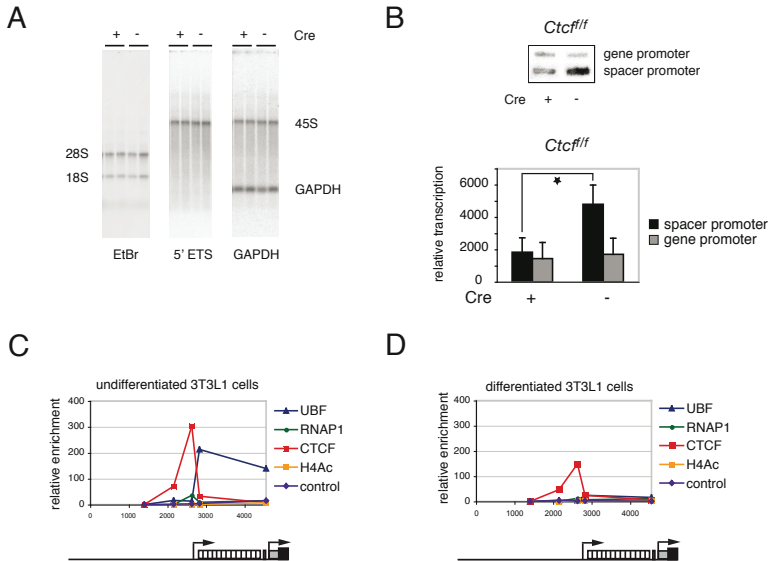 A
+ - + - + - Cre
28S
18S
45S
GAPDH
EtBr 5' ETS GAPDH
B
Ctcff/f
gene promoter
spacer promoter
Cre + -
Ctcff/f
relative transcription
6000
4000
2000
0
Cre + -
spacer promoter
gene promoter
C
undifferentiated 3T3L1 cells
relative enrichment
400
300
200
100
0
0 1000 2000 3000 4000
UBF
RNAP1
CTCF
H4Ac
control
D
differentiated 3T3L1 cells
relative enrichment
400
300
200
100
0
0 1000 2000 3000 4000
UBF
RNAP1
CTCF
H4Ac
control